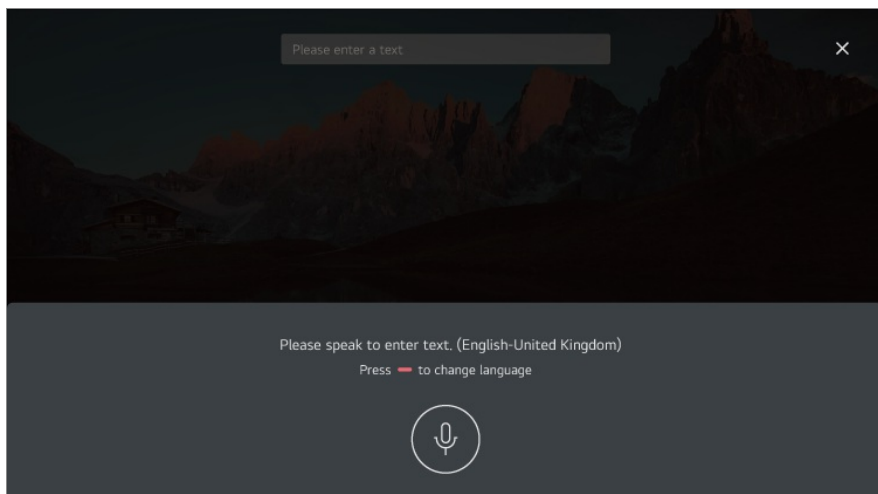 Please enter a text
Please speak to enter text. (English-United Kingdom)
Press to change language